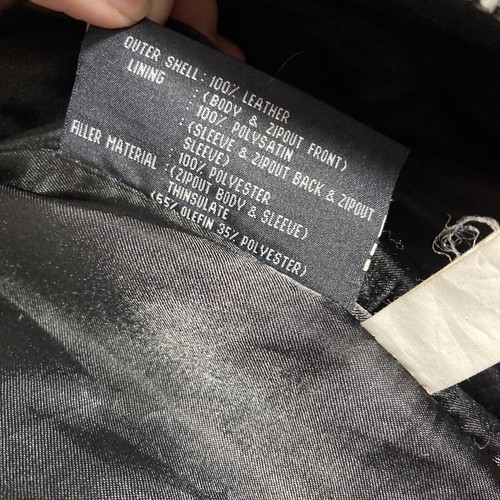 OUTER SHELL : 100% LEATHER
LINING : (BODY & ZIPOUT FRONT)
: 100% POLYSATIN
(SLEEVE & ZIPOUT BACK & ZIPOUT
SLEEVE)
: 100% POLYESTER
FILLER MATERIAL : (ZIPOUT BODY & SLEEVE)
THINSULATE
(55% OLEFIN 35% POLYESTER)